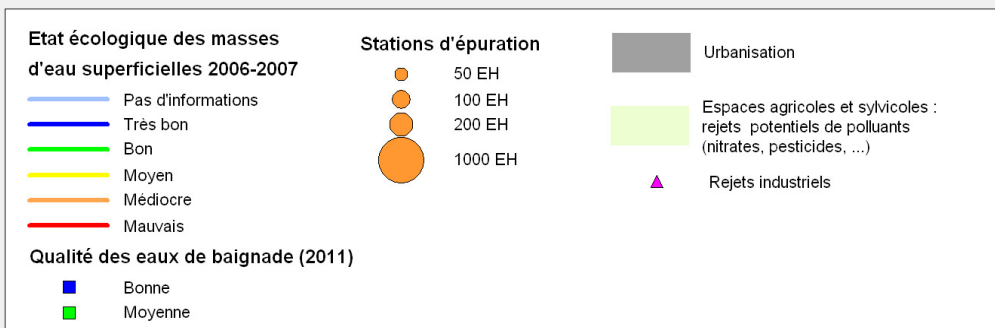 Etat écologique des masses
d'eau superficielles 2006-2007
Pas d'informations
Très bon
Bon
Moyen
Médiocre
Mauvais
Qualité des eaux de baignade (2011)
Bonne
Moyenne
Stations d'épuration
50 EH
100 EH
200 EH
1000 EH
Urbanisation
Espaces agricoles et sylvicoles :
rejets potentiels de polluants
(nitrates, pesticides, ...)
Rejets industriels